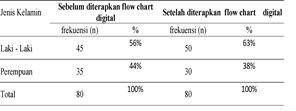 Jenis Kelamin Sebelum diterapkan flow chart digital Setelah diterapkan flow chart digital
frekuensi (n) % frekuensi (n) %
Laki - Laki 45 56% 50 63%
Perempuan 35 44% 30 38%
Total 80 100% 80 100%